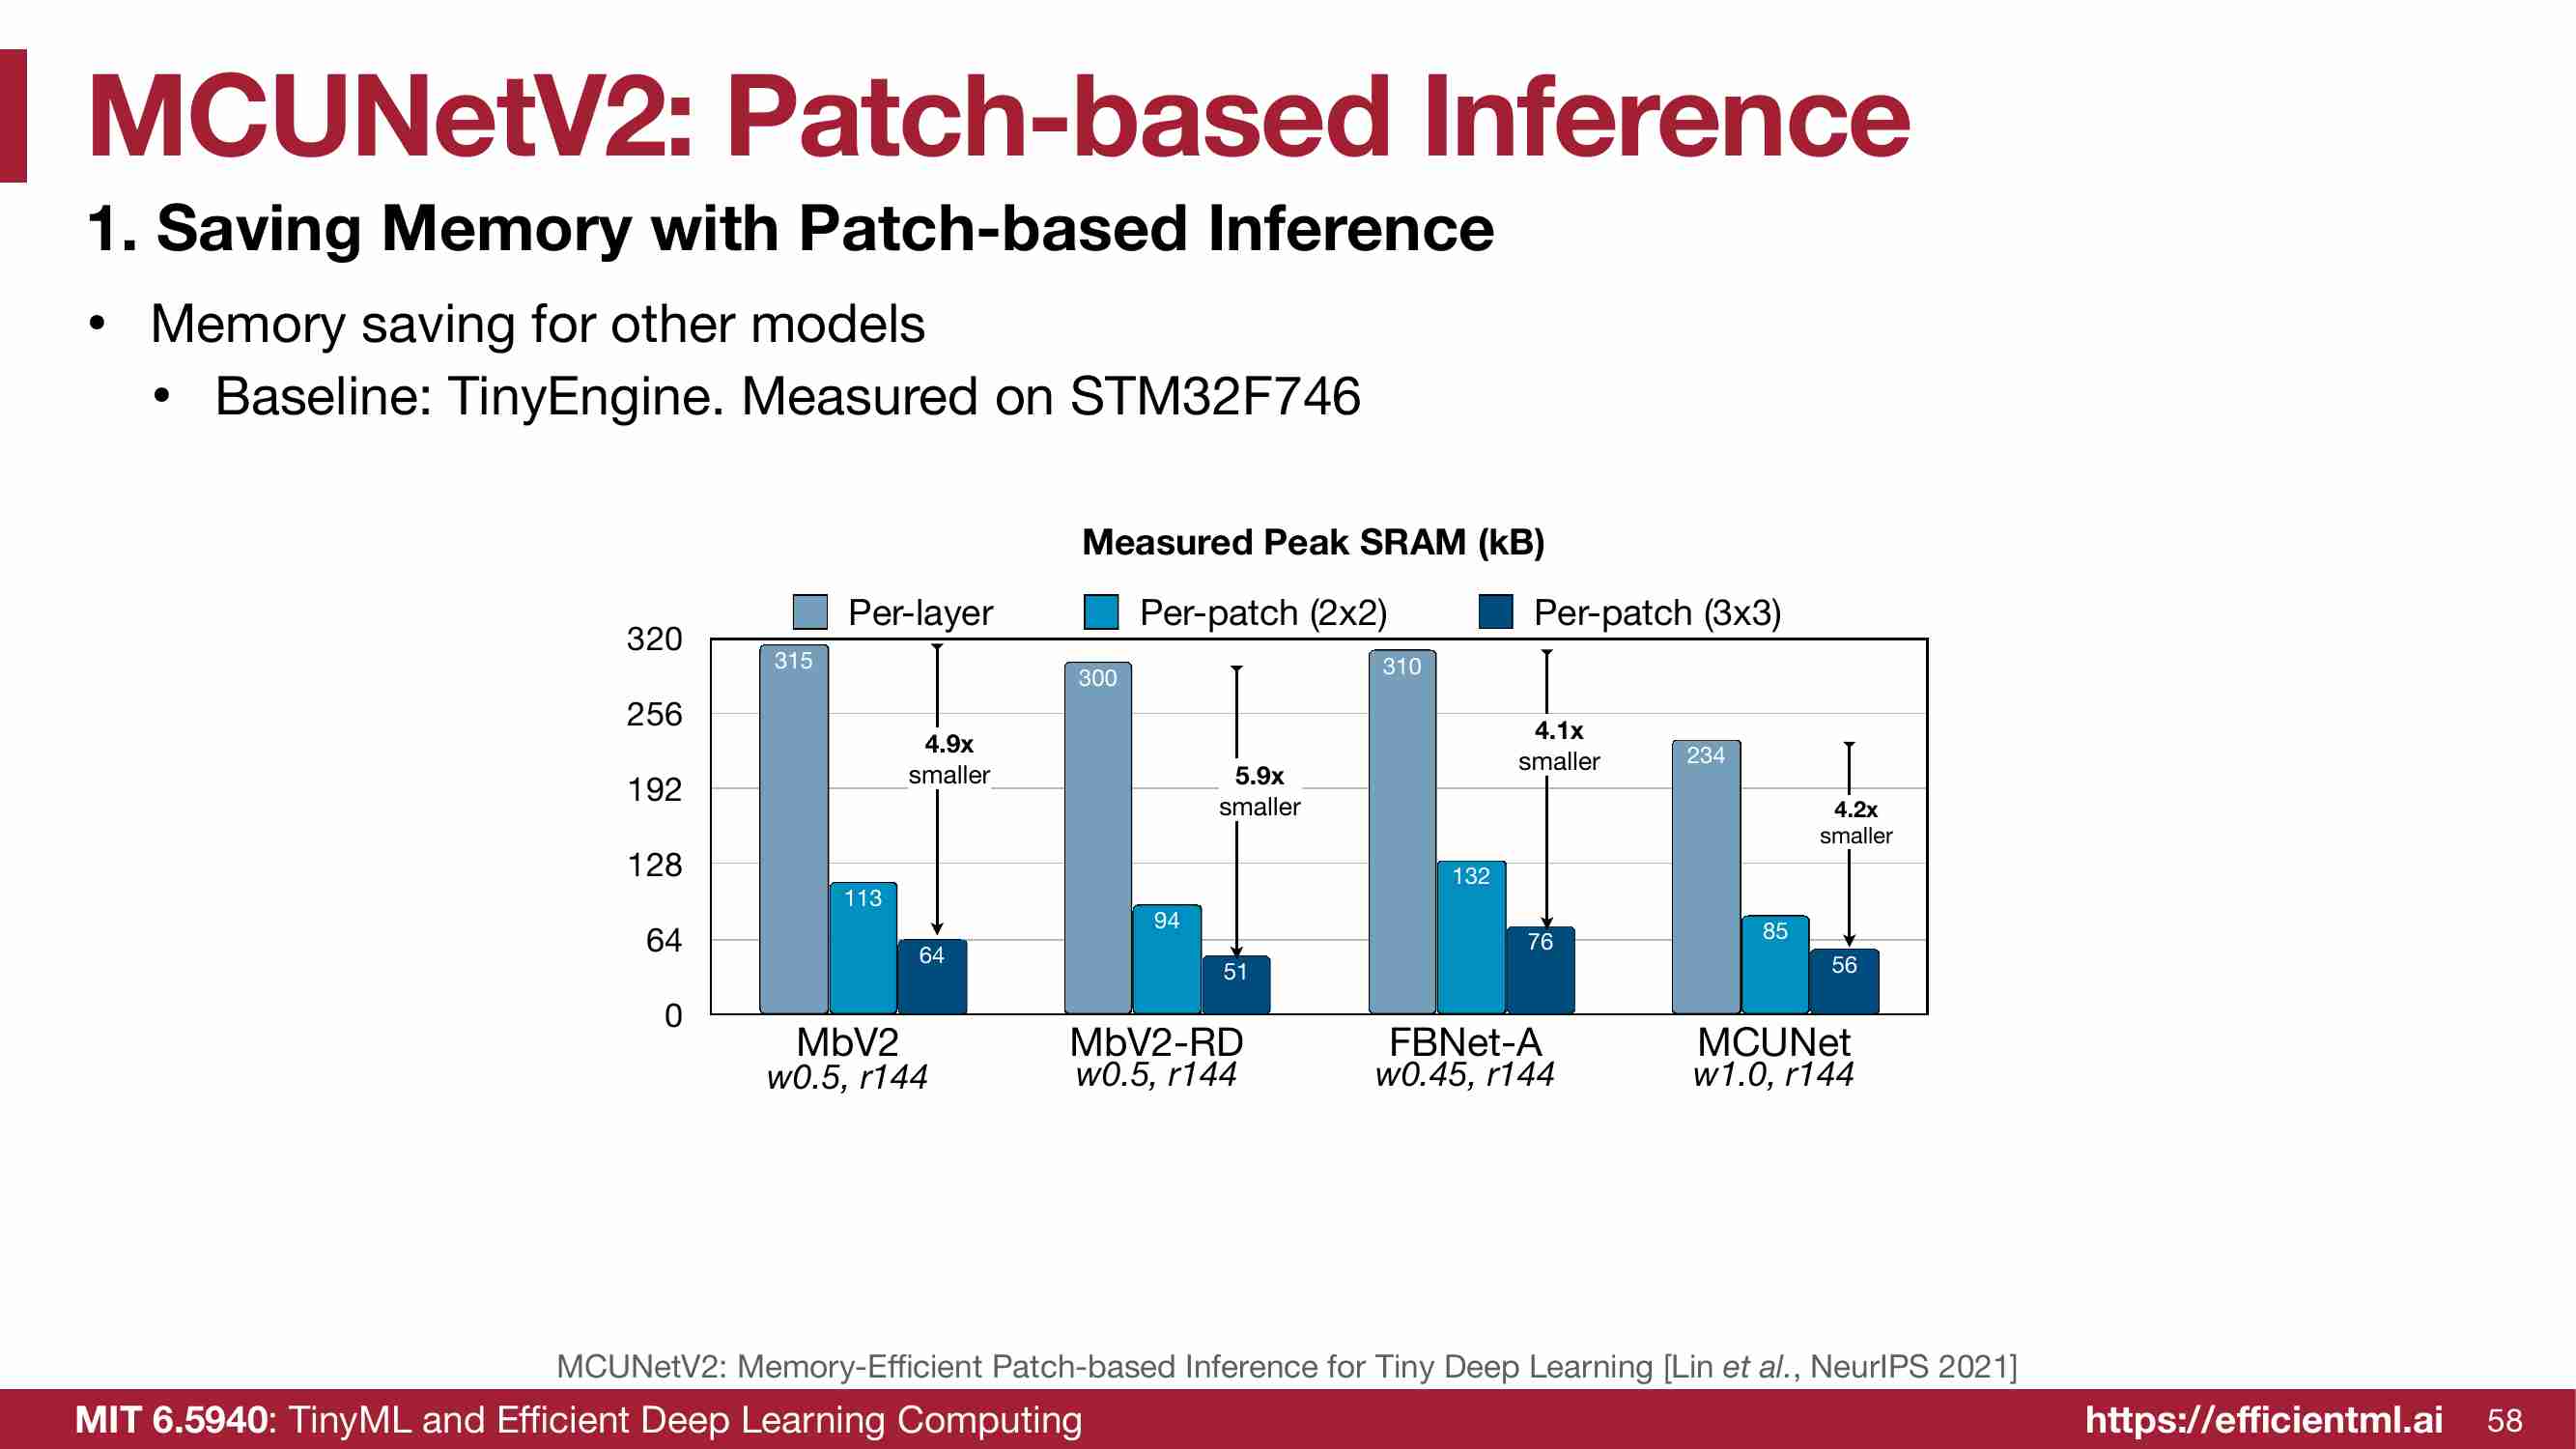 MCUNetV2: Patch-based Inference
1. Saving Memory with Patch-based Inference
• Memory saving for other models
• Baseline: TinyEngine. Measured on STM32F746
Measured Peak SRAM (kB)
Per-layer Per-patch (2x2) Per-patch (3x3)
320
256
192
128
64
0
315
113
64
4.9x
smaller
300
94
51
5.9x
smaller
310
132
76
4.1x
smaller
234
85
56
4.2x
smaller
MbV2 MbV2-RD FBNet-A MCUNet
w0.5, r144 w0.5, r144 w0.45, r144 w1.0, r144
MCUNetV2: Memory-Efficient Patch-based Inference for Tiny Deep Learning [Lin et al., NeurIPS 2021]
MIT 6.5940: TinyML and Efficient Deep Learning Computing https://efficientml.ai 58